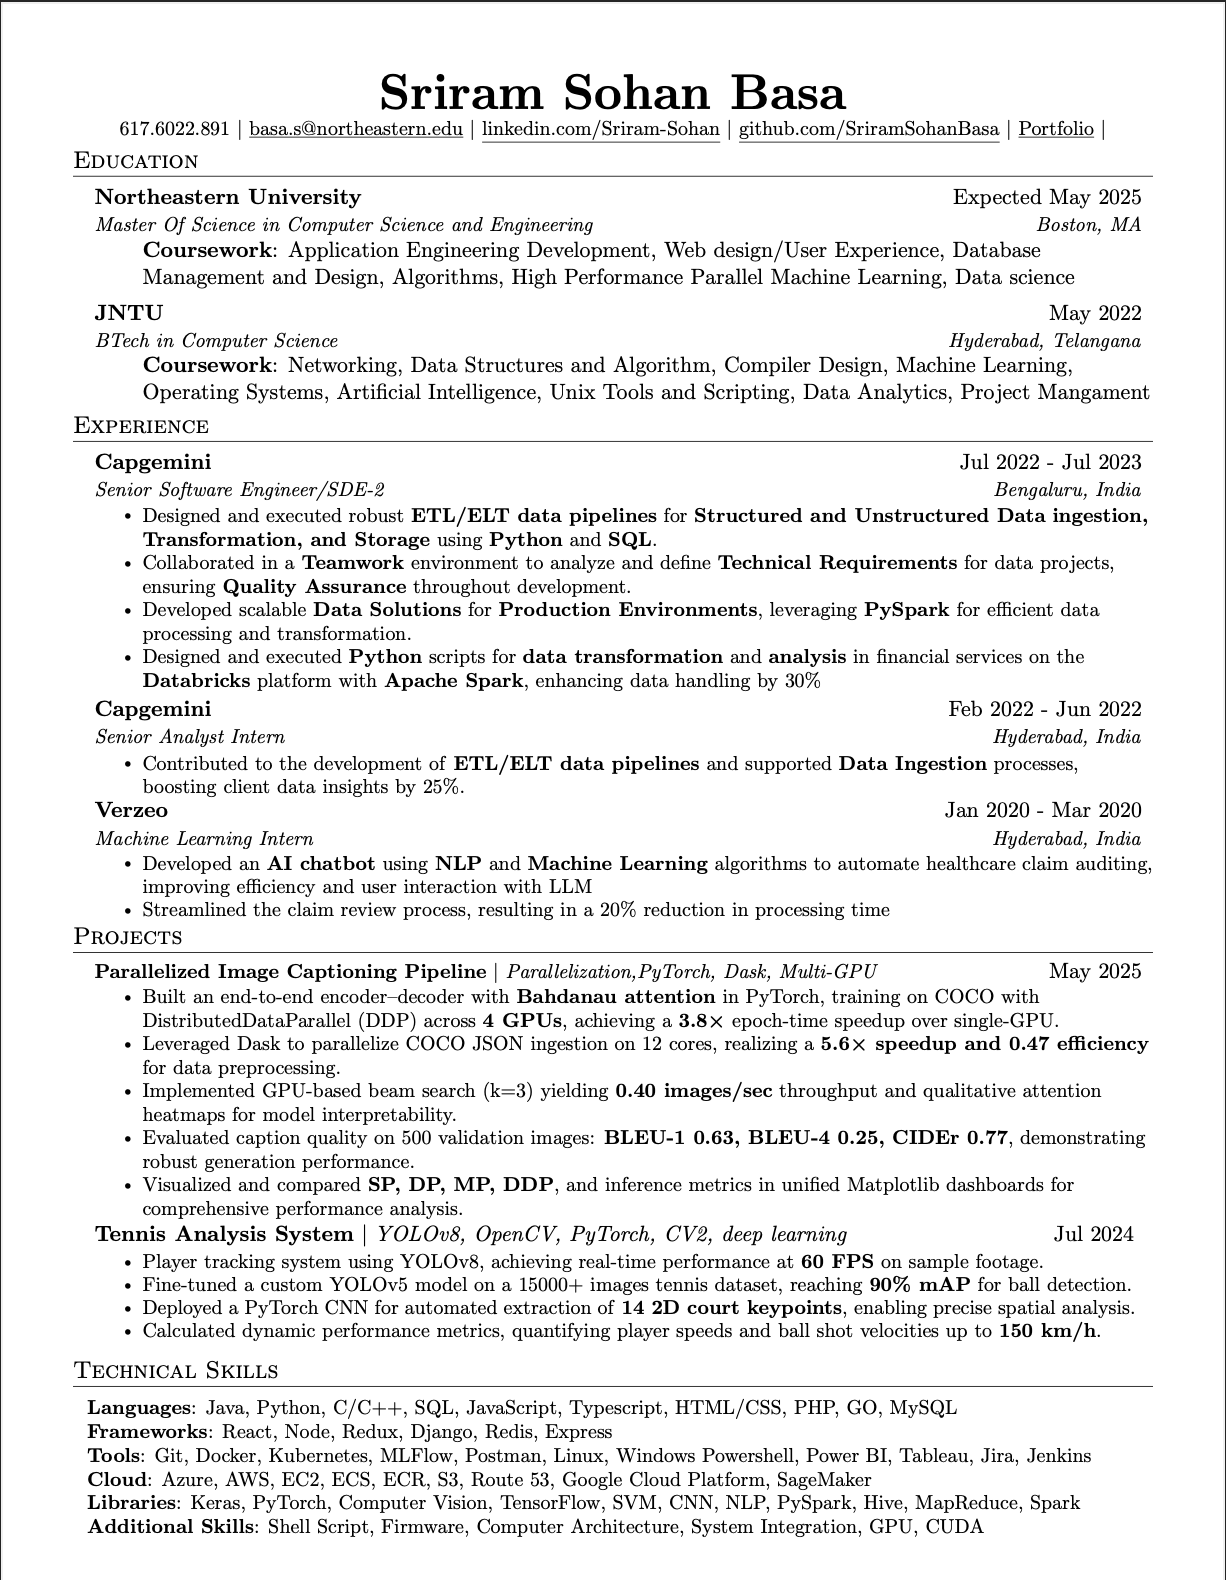 Sriram Sohan Basa
617.6022.891 | basa.s@northeastern.edu | linkedin.com/Sriram-Sohan | github.com/SriramSohanBasa | Portfolio |
Education
Northeastern University Expected May 2025
Master Of Science in Computer Science and Engineering Boston, MA
Coursework: Application Engineering Development, Web design/User Experience, Database
Management and Design, Algorithms, High Performance Parallel Machine Learning, Data science
JNTU May 2022
BTech in Computer Science Hyderabad, Telangana
Coursework: Networking, Data Structures and Algorithm, Compiler Design, Machine Learning,
Operating Systems, Artificial Intelligence, Unix Tools and Scripting, Data Analytics, Project Mangament
Experience
Capgemini Jul 2022 - Jul 2023
Senior Software Engineer/SDE-2 Bengaluru, India
• Designed and executed robust ETL/ELT data pipelines for Structured and Unstructured Data ingestion,
Transformation, and Storage using Python and SQL.
• Collaborated in a Teamwork environment to analyze and define Technical Requirements for data projects,
ensuring Quality Assurance throughout development.
• Developed scalable Data Solutions for Production Environments, leveraging PySpark for efficient data
processing and transformation.
• Designed and executed Python scripts for data transformation and analysis in financial services on the
Databricks platform with Apache Spark, enhancing data handling by 30%
Capgemini Feb 2022 - Jun 2022
Senior Analyst Intern Hyderabad, India
• Contributed to the development of ETL/ELT data pipelines and supported Data Ingestion processes,
boosting client data insights by 25%.
Verzeo Jan 2020 - Mar 2020
Machine Learning Intern Hyderabad, India
• Developed an AI chatbot using NLP and Machine Learning algorithms to automate healthcare claim auditing,
improving efficiency and user interaction with LLM
• Streamlined the claim review process, resulting in a 20% reduction in processing time
Projects
Parallelized Image Captioning Pipeline | Parallelization,PyTorch, Dask, Multi-GPU May 2025
• Built an end-to-end encoder–decoder with Bahdanau attention in PyTorch, training on COCO with
DistributedDataParallel (DDP) across 4 GPUs, achieving a 3.8× epoch-time speedup over single-GPU.
• Leveraged Dask to parallelize COCO JSON ingestion on 12 cores, realizing a 5.6× speedup and 0.47 efficiency
for data preprocessing.
• Implemented GPU-based beam search (k=3) yielding 0.40 images/sec throughput and qualitative attention
heatmaps for model interpretability.
• Evaluated caption quality on 500 validation images: BLEU-1 0.63, BLEU-4 0.25, CIDEr 0.77, demonstrating
robust generation performance.
• Visualized and compared SP, DP, MP, DDP, and inference metrics in unified Matplotlib dashboards for
comprehensive performance analysis.
Tennis Analysis System | YOLOv8, OpenCV, PyTorch, CV2, deep learning Jul 2024
• Player tracking system using YOLOv8, achieving real-time performance at 60 FPS on sample footage.
• Fine-tuned a custom YOLOv5 model on a 15000+ images tennis dataset, reaching 90% mAP for ball detection.
• Deployed a PyTorch CNN for automated extraction of 14 2D court keypoints, enabling precise spatial analysis.
• Calculated dynamic performance metrics, quantifying player speeds and ball shot velocities up to 150 km/h.
Technical Skills
Languages: Java, Python, C/C++, SQL, JavaScript, Typescript, HTML/CSS, PHP, GO, MySQL
Frameworks: React, Node, Redux, Django, Redis, Express
Tools: Git, Docker, Kubernetes, MLFlow, Postman, Linux, Windows Powershell, Power BI, Tableau, Jira, Jenkins
Cloud: Azure, AWS, EC2, ECS, ECR, S3, Route 53, Google Cloud Platform, SageMaker
Libraries: Keras, PyTorch, Computer Vision, TensorFlow, SVM, CNN, NLP, PySpark, Hive, MapReduce, Spark
Additional Skills: Shell Script, Firmware, Computer Architecture, System Integration, GPU, CUDA